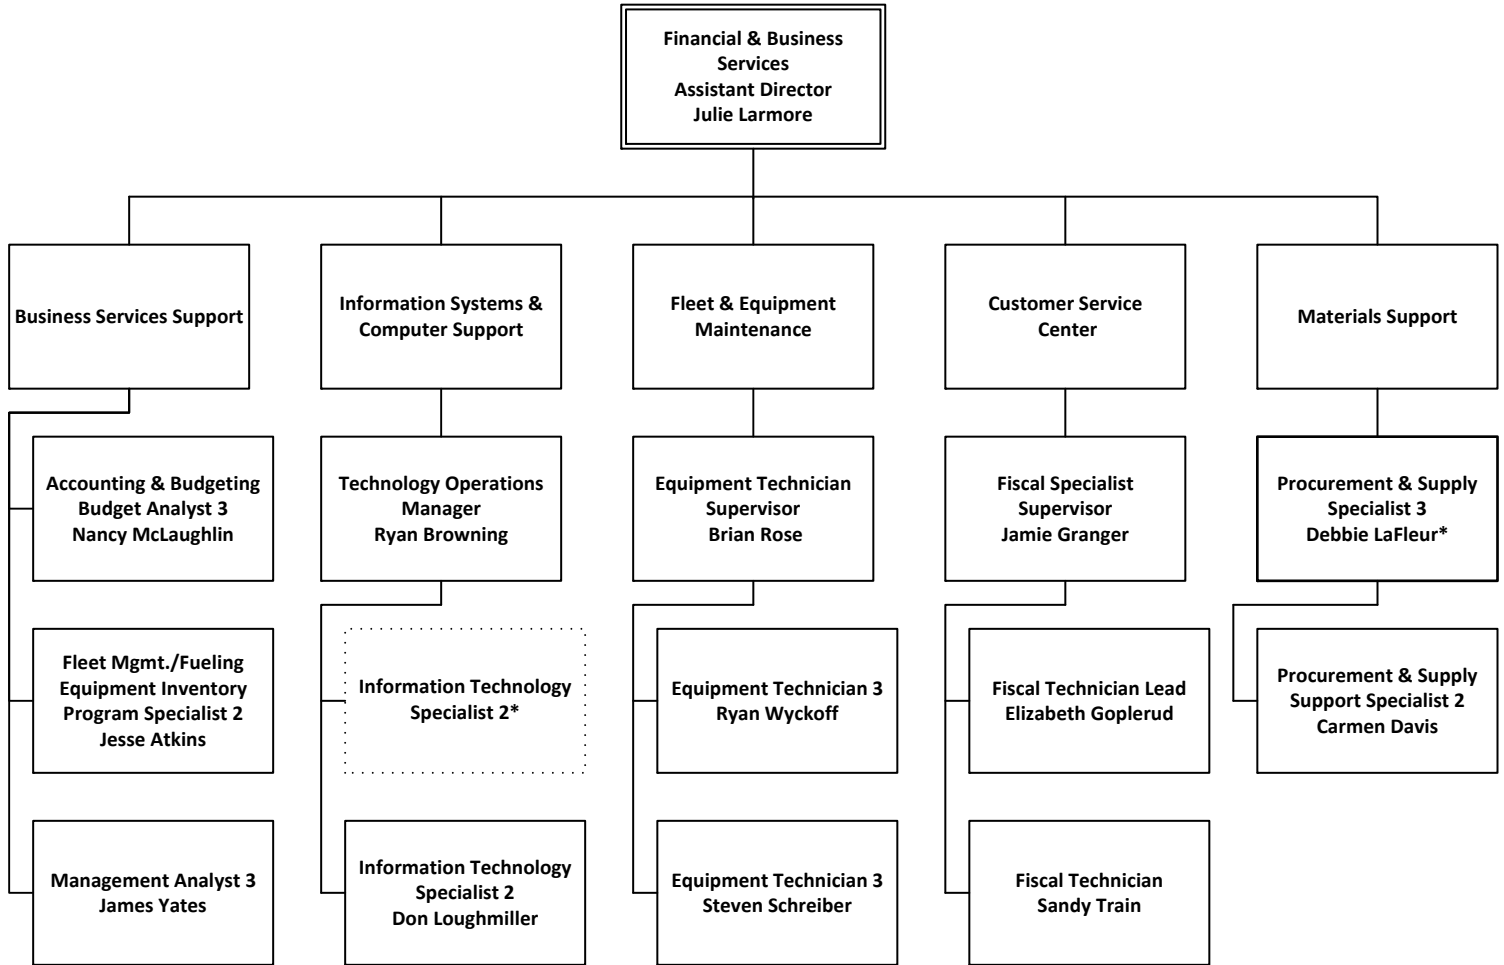 Financial & Business
Services
Assistant Director
Julie Larmore
Business Services Support
Information Systems &
Computer Support
Fleet & Equipment
Maintenance
Customer Service
Center
Materials Support
Accounting & Budgeting
Budget Analyst 3
Nancy McLaughlin
Technology Operations
Manager
Ryan Browning
Equipment Technician
Supervisor
Brian Rose
Fiscal Specialist
Supervisor
Jamie Granger
Procurement & Supply
Specialist 3
Debbie LaFleur*
Fleet Mgmt./Fueling
Equipment Inventory
Program Specialist 2
Jesse Atkins
Information Technology
Specialist 2*
Equipment Technician 3
Ryan Wyckoff
Fiscal Technician Lead
Elizabeth Goplerud
Procurement & Supply
Support Specialist 2
Carmen Davis
Management Analyst 3
James Yates
Information Technology
Specialist 2
Don Loughmiller
Equipment Technician 3
Steven Schreiber
Fiscal Technician
Sandy Train